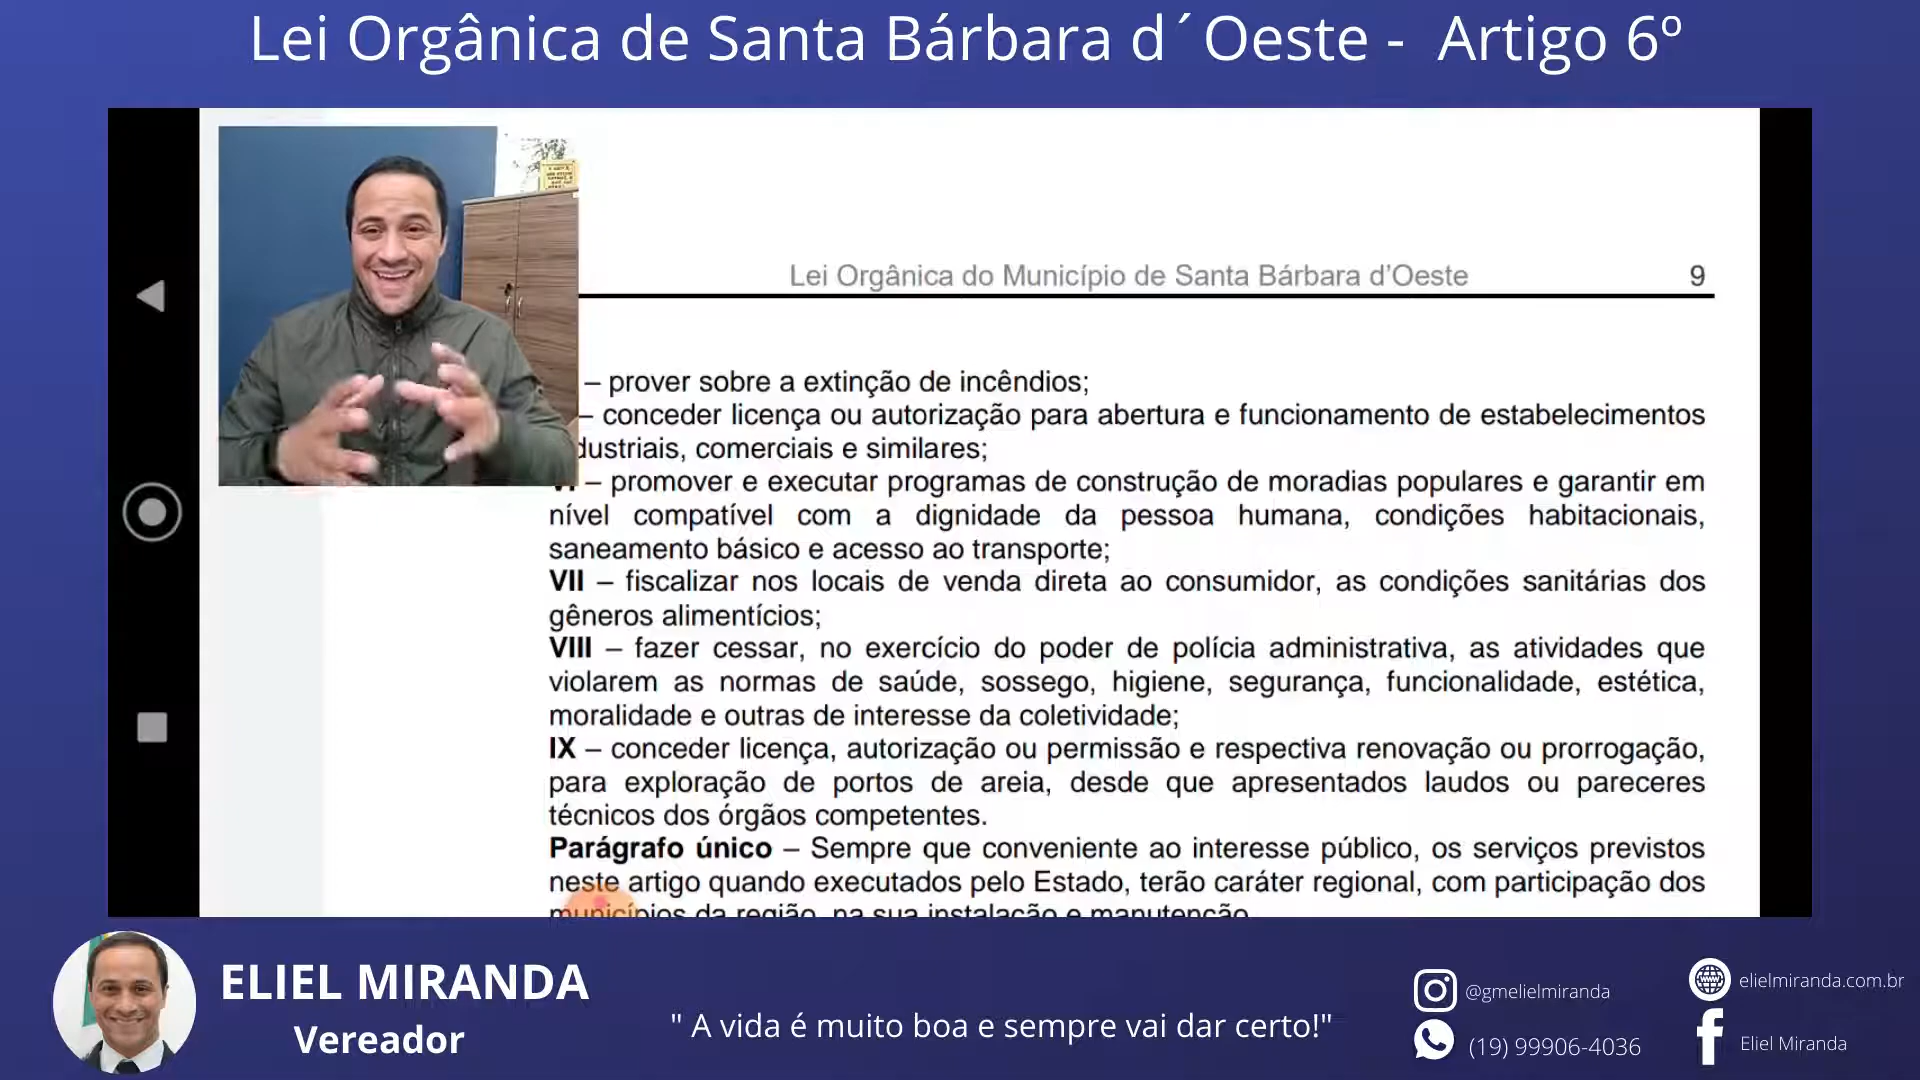 Lei Orgânica de Santa Bárbara d´Oeste - Artigo 6º
Lei Orgânica do Município de Santa Bárbara d’Oeste 9
– prover sobre a extinção de incêndios;
– conceder licença ou autorização para abertura e funcionamento de estabelecimentos
dustriais, comerciais e similares;
VI – promover e executar programas de construção de moradias populares e garantir em
nível compatível com a dignidade da pessoa humana, condições habitacionais,
saneamento básico e acesso ao transporte;
VII – fiscalizar nos locais de venda direta ao consumidor, as condições sanitárias dos
gêneros alimentícios;
VIII – fazer cessar, no exercício do poder de polícia administrativa, as atividades que
violarem as normas de saúde, sossego, higiene, segurança, funcionalidade, estética,
moralidade e outras de interesse da coletividade;
IX – conceder licença, autorização ou permissão e respectiva renovação ou prorrogação,
para exploração de portos de areia, desde que apresentados laudos ou pareceres
técnicos dos órgãos competentes.
Parágrafo único – Sempre que conveniente ao interesse público, os serviços previstos
neste artigo quando executados pelo Estado, terão caráter regional, com participação dos
municípios da região, na sua instalação e manutenção.
ELIEL MIRANDA
Vereador
" A vida é muito boa e sempre vai dar certo!"
@gmelielmiranda
(19) 99906-4036
elielmiranda.com.br
Eliel Miranda